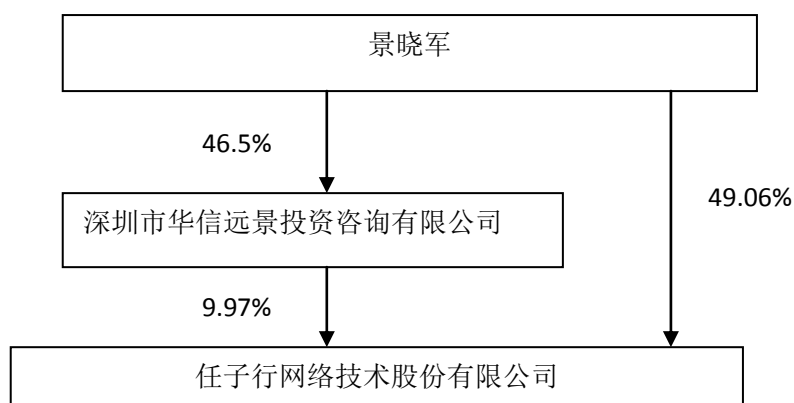 景晓军
46.5%
49.06%
深圳市华信远景投资咨询有限公司
9.97%
任子行网络技术股份有限公司